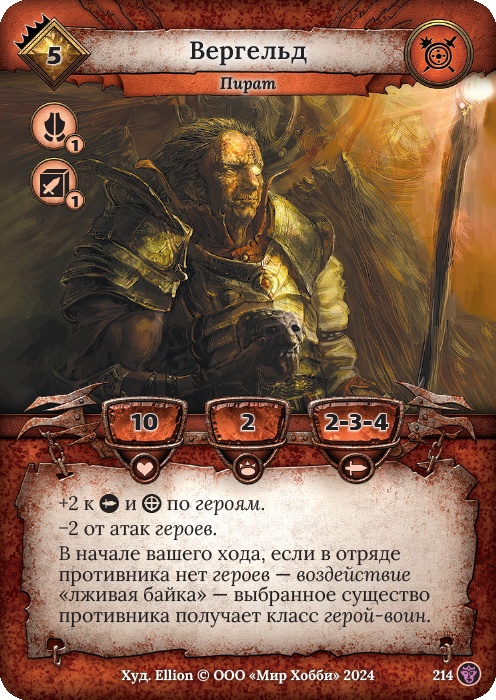 5
Вергельд
Пират
1
1
10
2
2-3-4
+2 к и по героям.
−2 от атак героев.
В начале вашего хода, если в отряде
противника нет героев — воздействие
«лживая байка» — выбранное существо
противника получает класс герой-воин.
Худ. Ellion © ООО «Мир Хобби» 2024
214